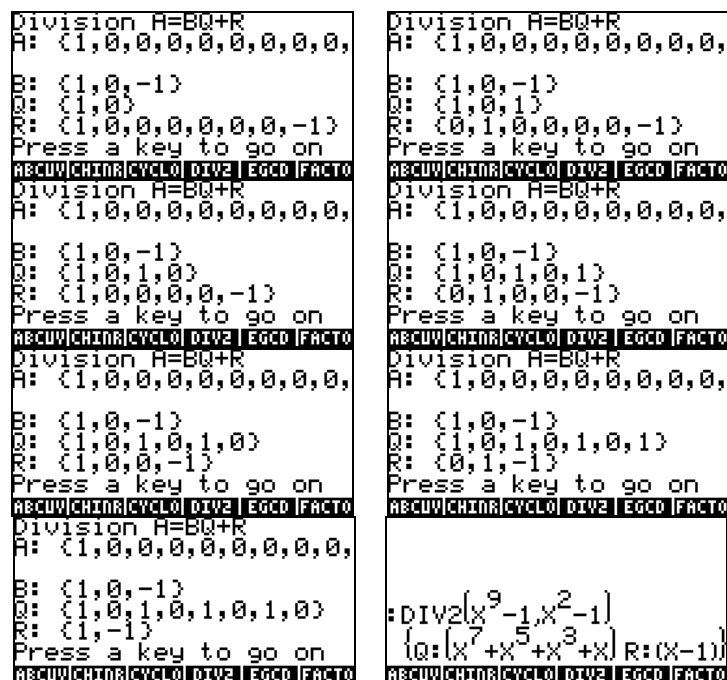 Division A=BQ+R
A: {1,0,0,0,0,0,0,0,0,
B: {1,0,-1}
Q: {1,0}
R: {1,0,0,0,0,0,0,-1}
Press a key to go on
ABCUV CHINR CYCLO DIV2 EGCD FACTO
Division A=BQ+R
A: {1,0,0,0,0,0,0,0,0,
B: {1,0,-1}
Q: {1,0,1}
R: {0,1,0,0,0,0,-1}
Press a key to go on
ABCUV CHINR CYCLO DIV2 EGCD FACTO
Division A=BQ+R
A: {1,0,0,0,0,0,0,0,0,
B: {1,0,-1}
Q: {1,0,1,0}
R: {1,0,0,0,0,-1}
Press a key to go on
ABCUV CHINR CYCLO DIV2 EGCD FACTO
Division A=BQ+R
A: {1,0,0,0,0,0,0,0,0,
B: {1,0,-1}
Q: {1,0,1,0,1}
R: {0,1,0,0,-1}
Press a key to go on
ABCUV CHINR CYCLO DIV2 EGCD FACTO
Division A=BQ+R
A: {1,0,0,0,0,0,0,0,0,
B: {1,0,-1}
Q: {1,0,1,0,1,0}
R: {1,0,0,-1}
Press a key to go on
ABCUV CHINR CYCLO DIV2 EGCD FACTO
Division A=BQ+R
A: {1,0,0,0,0,0,0,0,0,
B: {1,0,-1}
Q: {1,0,1,0,1,0,1}
R: {0,1,-1}
Press a key to go on
ABCUV CHINR CYCLO DIV2 EGCD FACTO
Division A=BQ+R
A: {1,0,0,0,0,0,0,0,0,
B: {1,0,-1}
Q: {1,0,1,0,1,0,1,0}
R: {1,-1}
Press a key to go on
ABCUV CHINR CYCLO DIV2 EGCD FACTO
:DIV2(X^9-1,X^2-1)
{Q:(X^7+X^5+X^3+X) R:(X-1)}
ABCUV CHINR CYCLO DIV2 EGCD FACTO